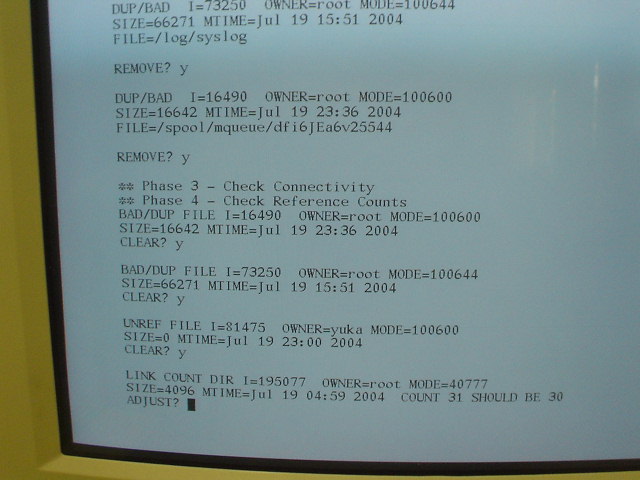 DUP/BAD I=73250 OWNER=root MODE=100644
SIZE=66271 MTIME=Jul 19 15:51 2004
FILE=/log/syslog
REMOVE? y
DUP/BAD I=16490 OWNER=root MODE=100600
SIZE=16642 MTIME=Jul 19 23:36 2004
FILE=/spool/mqueue/dfi6JEa6v25544
REMOVE? y
** Phase 3 - Check Connectivity
** Phase 4 - Check Reference Counts
BAD/DUP FILE I=16490 OWNER=root MODE=100600
SIZE=16642 MTIME=Jul 19 23:36 2004
CLEAR? y
BAD/DUP FILE I=73250 OWNER=root MODE=100644
SIZE=66271 MTIME=Jul 19 15:51 2004
CLEAR? y
UNREF FILE I=81475 OWNER=yuka MODE=100600
SIZE=0 MTIME=Jul 19 23:00 2004
CLEAR? y
LINK COUNT DIR I=195077 OWNER=root MODE=40777
SIZE=4096 MTIME=Jul 19 04:59 2004 COUNT 31 SHOULD BE 30
ADJUST?